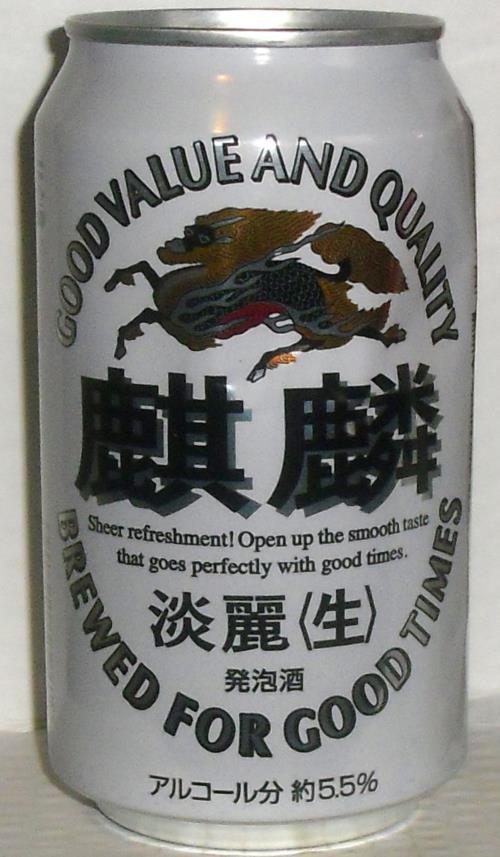 GOOD VALUE AND QUALITY
麒麟
Sheer refreshment! Open up the smooth taste
that goes perfectly with good times.
淡麗〈生〉
発泡酒
BREWED FOR GOOD TIMES
アルコール分 約5.5%